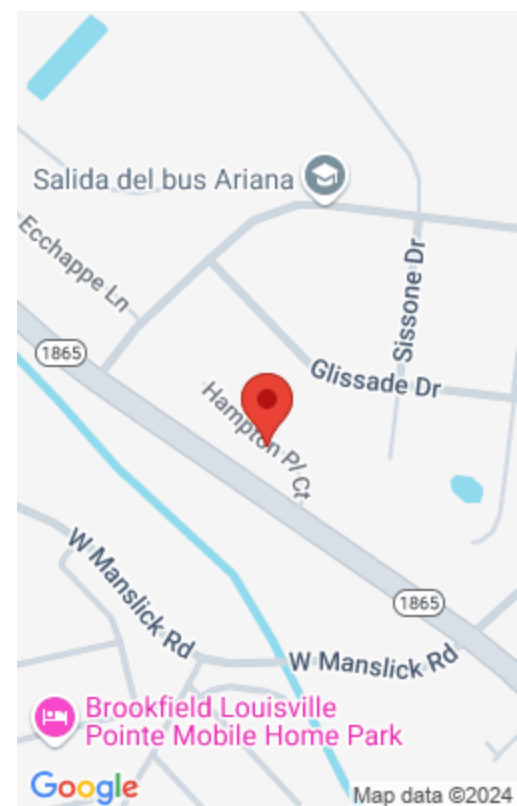 Salida del bus Ariana
Ecchappe Ln
Sissone Dr
1865
Glissade Dr
Hampton Pl Ct
1865
W Manslick Rd
W Manslick Rd
Brookfield Louisville
Pointe Mobile Home Park
Google
Map data ©2024